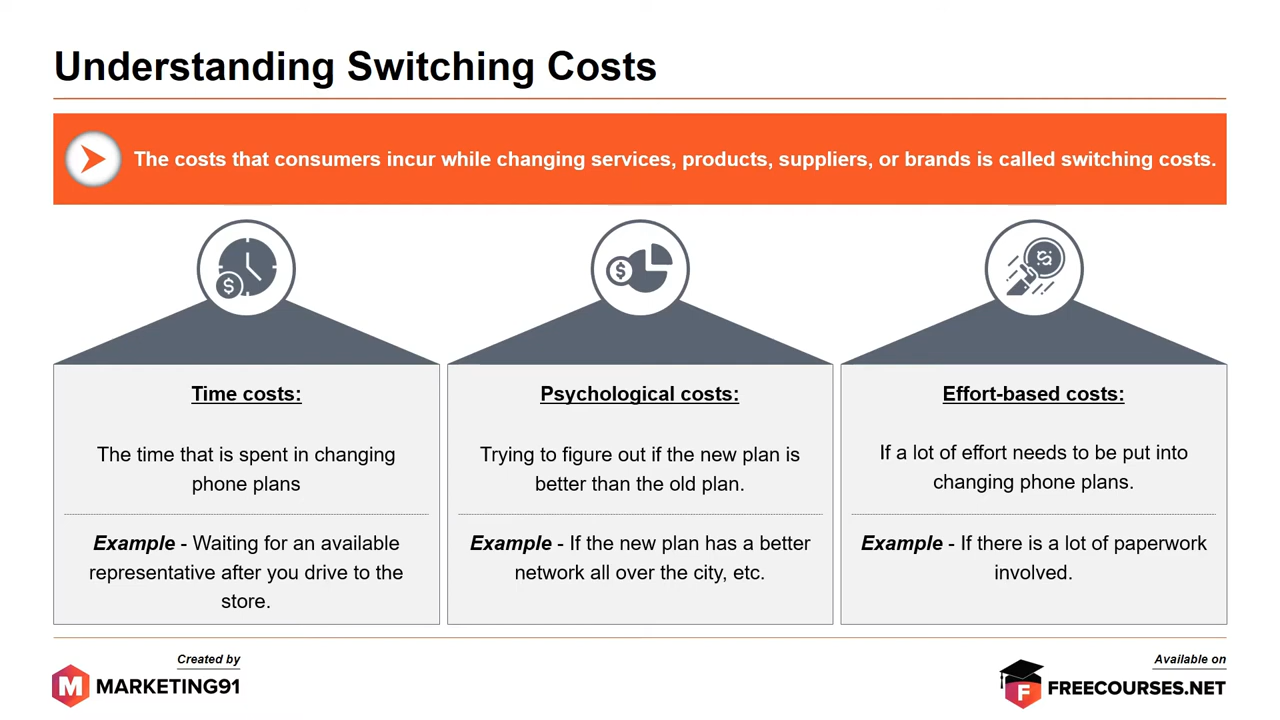 Understanding Switching Costs
The costs that consumers incur while changing services, products, suppliers, or brands is called switching costs.
Time costs:
The time that is spent in changing
phone plans
Example - Waiting for an available
representative after you drive to the
store.
Psychological costs:
Trying to figure out if the new plan is
better than the old plan.
Example - If the new plan has a better
network all over the city, etc.
Effort-based costs:
If a lot of effort needs to be put into
changing phone plans.
Example - If there is a lot of paperwork
involved.
Created by
M MARKETING91
Available on
F FREECOURSES.NET